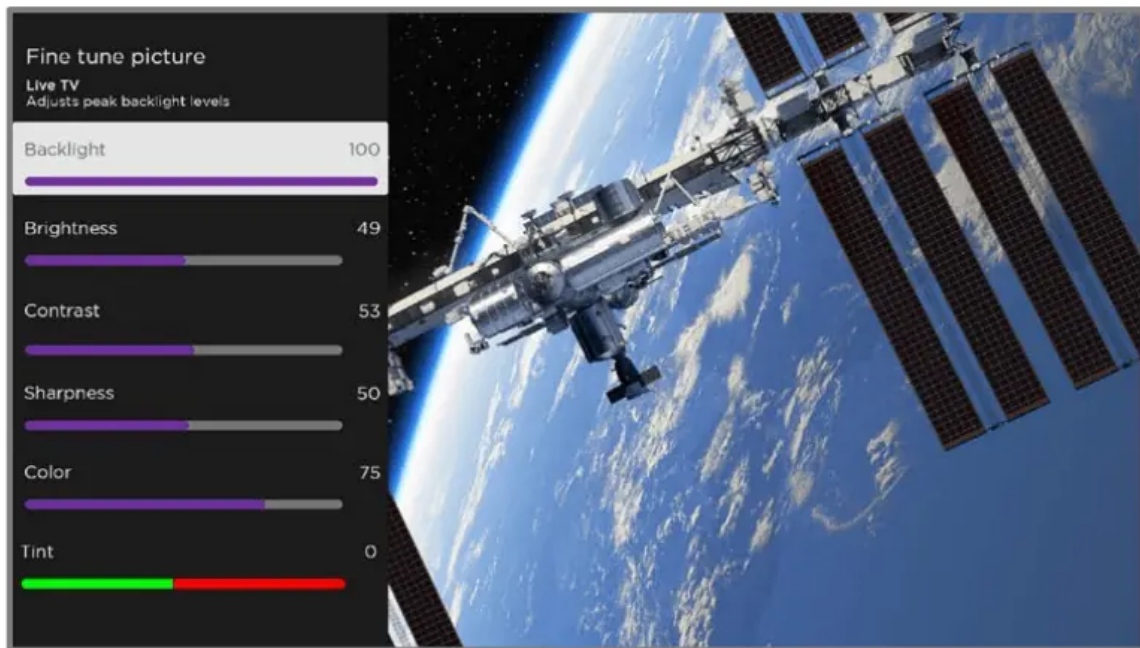 Fine tune picture
Live TV
Adjusts peak backlight levels
Backlight 100
Brightness 49
Contrast 53
Sharpness 50
Color 75
Tint 0